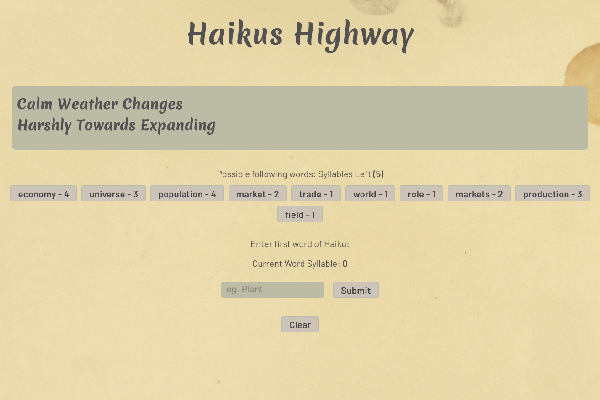 Haikus Highway
Calm Weather Changes
Harshly Towards Expanding
Possible following words: Syllables Left (5)
economy - 4 universe - 3 population - 4 market - 2 trade - 1 world - 1 role - 1 markets - 2 production - 3
field - 1
Enter first word of Haiku:
Current Word Syllable: 0
eg. Plant Submit
Clear